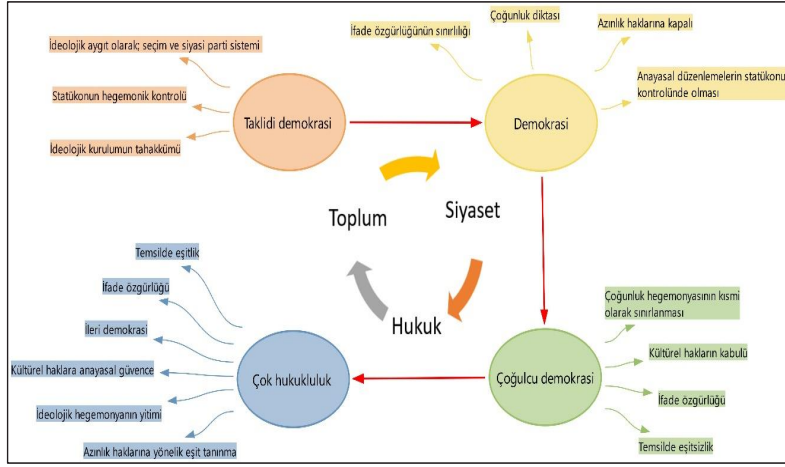 İdeolojik aygıt olarak; seçim ve siyasi parti sistemi
Statükonun hegemonik kontrolü
İdeolojik kurulumun tahakkümü
Taklidi demokrasi
İfade özgürlüğünün sınırlılığı
Çoğunluk diktası
Azınlık haklarına kapalı
Anayasal düzenlemelerin statükonu
kontrolünde olması
Demokrasi
Toplum
Siyaset
Hukuk
Temsilde eşitlik
İfade özgürlüğü
İleri demokrasi
Kültürel haklara anayasal güvence
İdeolojik hegemonyanın yitimi
Azınlık haklarına yönelik eşit tanınma
Çok hukukluluk
Çoğulcu demokrasi
Çoğunluk hegemonyasının kısmi
olarak sınırlanması
Kültürel hakların kabulü
İfade özgürlüğü
Temsilde eşitsizlik